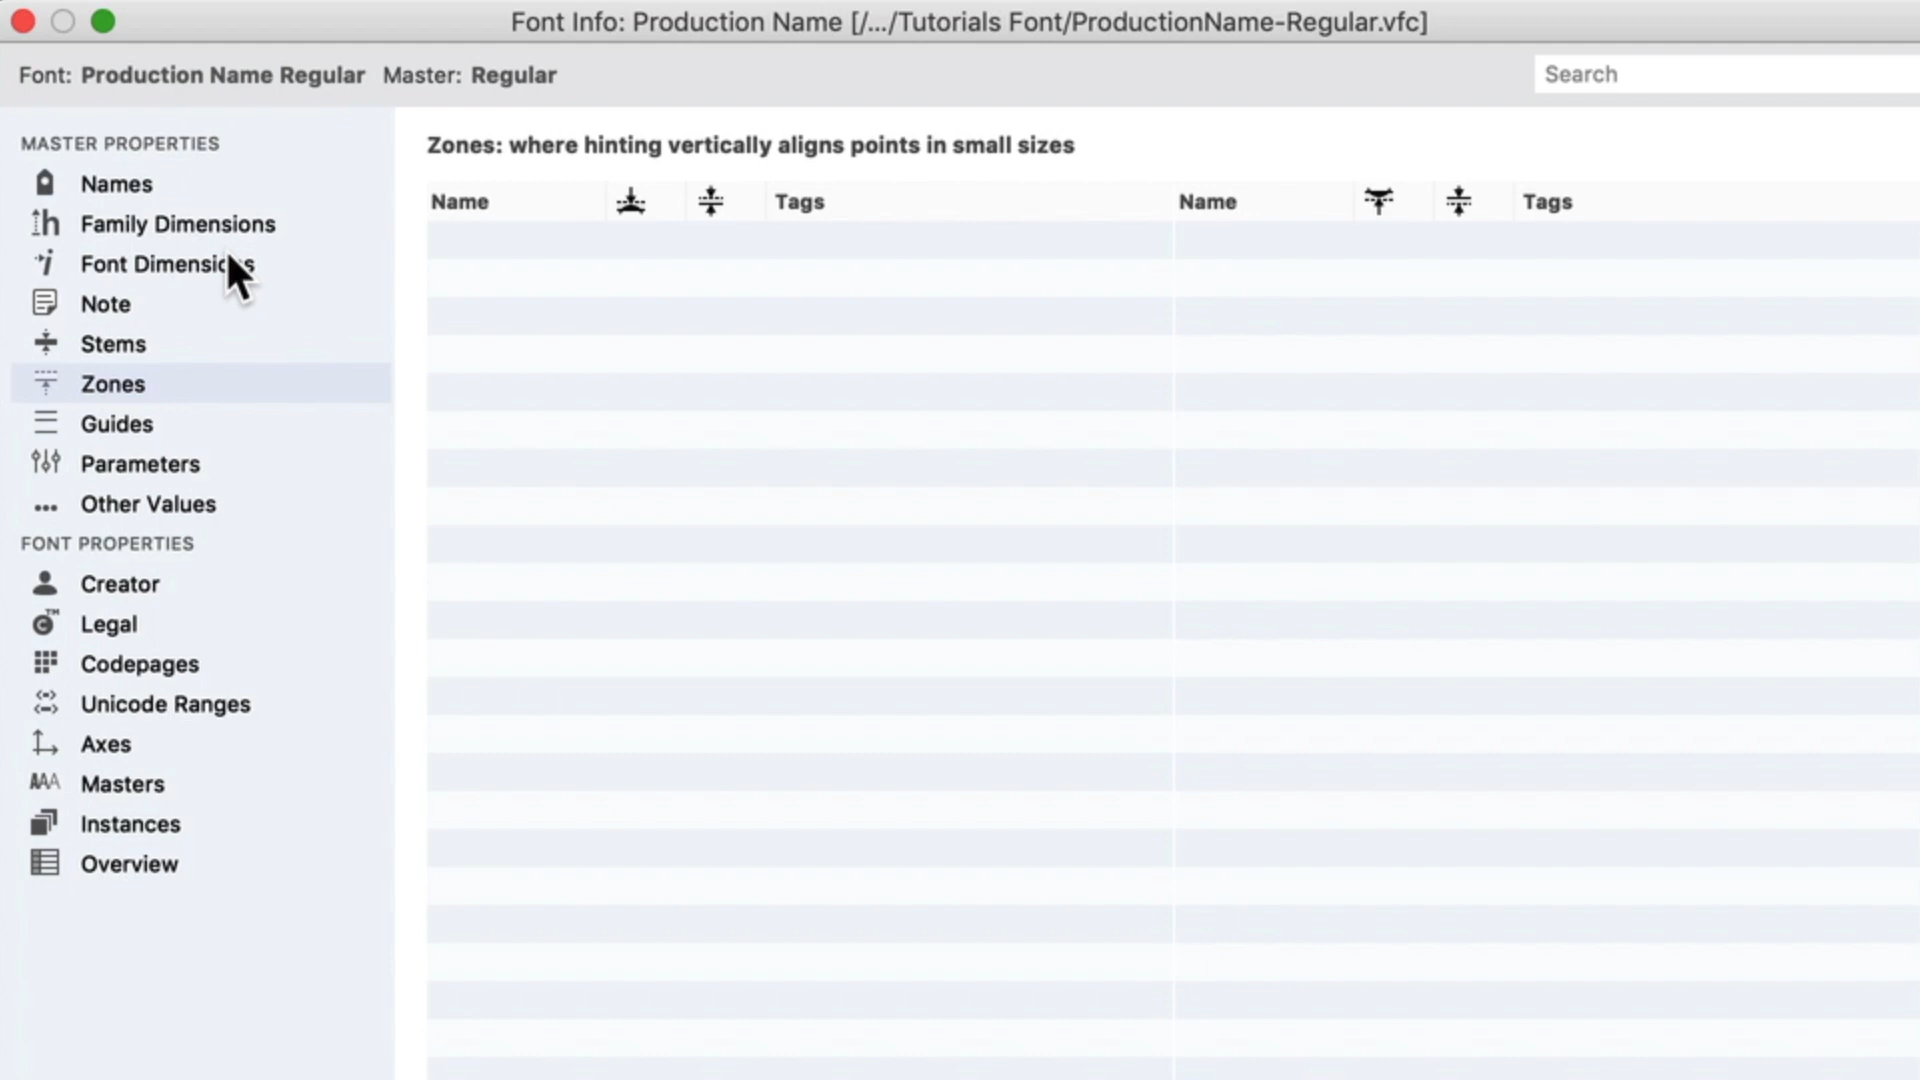 Font Info: Production Name [/.../Tutorials Font/ProductionName-Regular.vfc]
Font: Production Name Regular Master: Regular
Search
MASTER PROPERTIES
Names
Family Dimensions
Font Dimensions
Note
Stems
Zones
Guides
Parameters
Other Values
FONT PROPERTIES
Creator
Legal
Codepages
Unicode Ranges
Axes
Masters
Instances
Overview
Zones: where hinting vertically aligns points in small sizes
Name Tags Name Tags